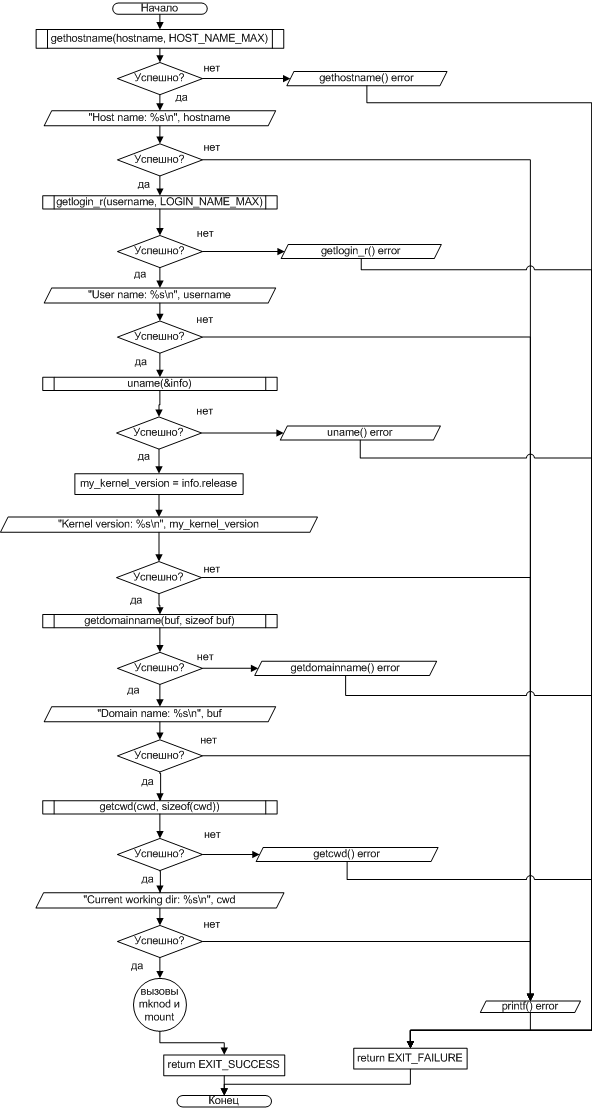 Начало
gethostname(hostname, HOST_NAME_MAX)
Успешно?
нет
gethostname() error
да
"Host name: %s\n", hostname
Успешно?
нет
да
getlogin_r(username, LOGIN_NAME_MAX)
Успешно?
нет
getlogin_r() error
да
"User name: %s\n", username
Успешно?
нет
да
uname(&info)
Успешно?
нет
uname() error
да
my_kernel_version = info.release
"Kernel version: %s\n", my_kernel_version
Успешно?
нет
да
getdomainname(buf, sizeof buf)
Успешно?
нет
getdomainname() error
да
"Domain name: %s\n", buf
Успешно?
нет
да
getcwd(cwd, sizeof(cwd))
Успешно?
нет
getcwd() error
да
"Current working dir: %s\n", cwd
Успешно?
нет
да
вызовы
mknod и
mount
printf() error
return EXIT_SUCCESS
return EXIT_FAILURE
Конец